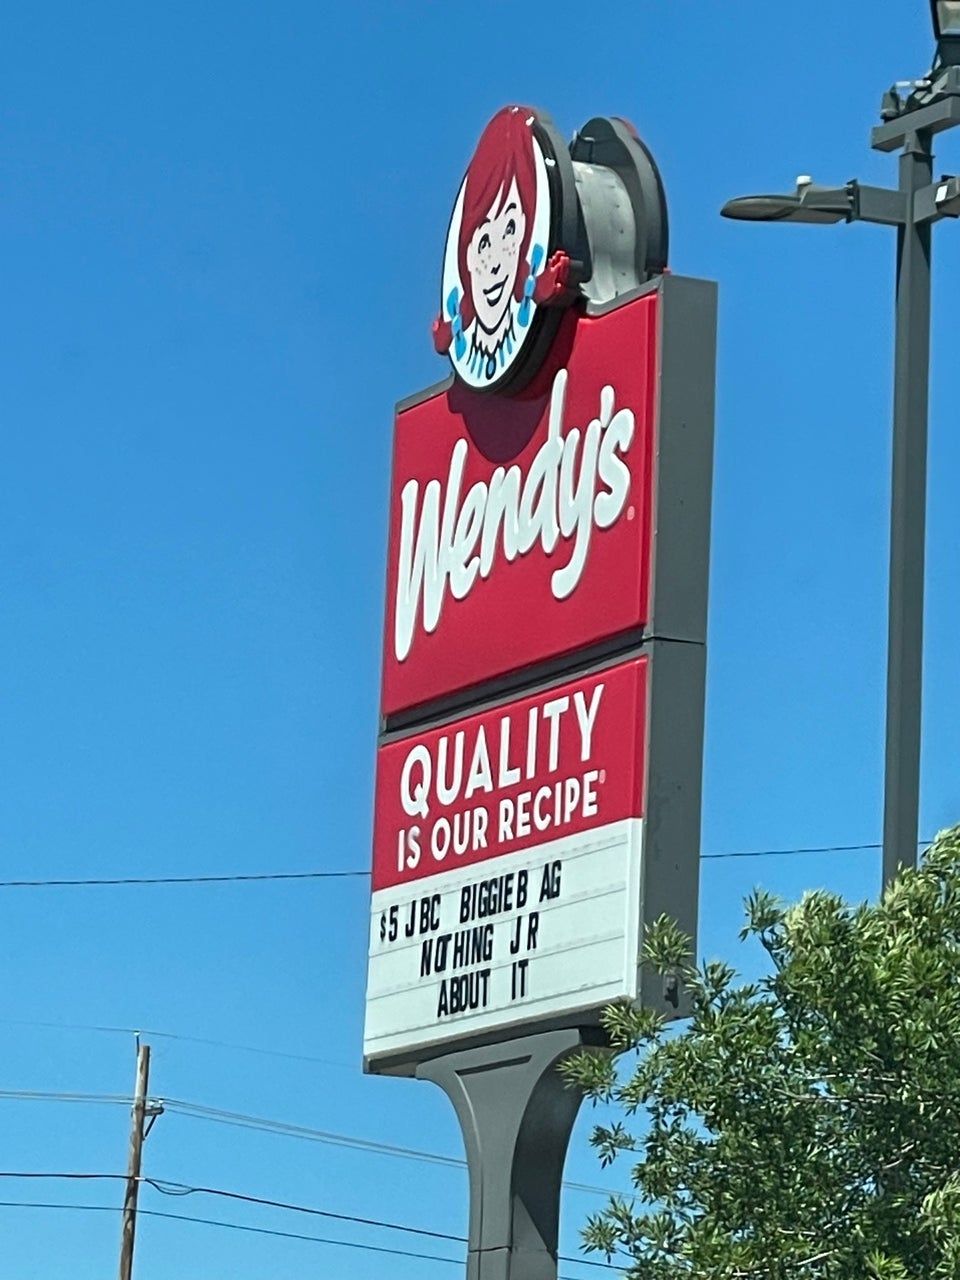 Wendy's
QUALITY
IS OUR RECIPE®
$5 JBC BIGGIE B AG
NOTHING JR
ABOUT IT